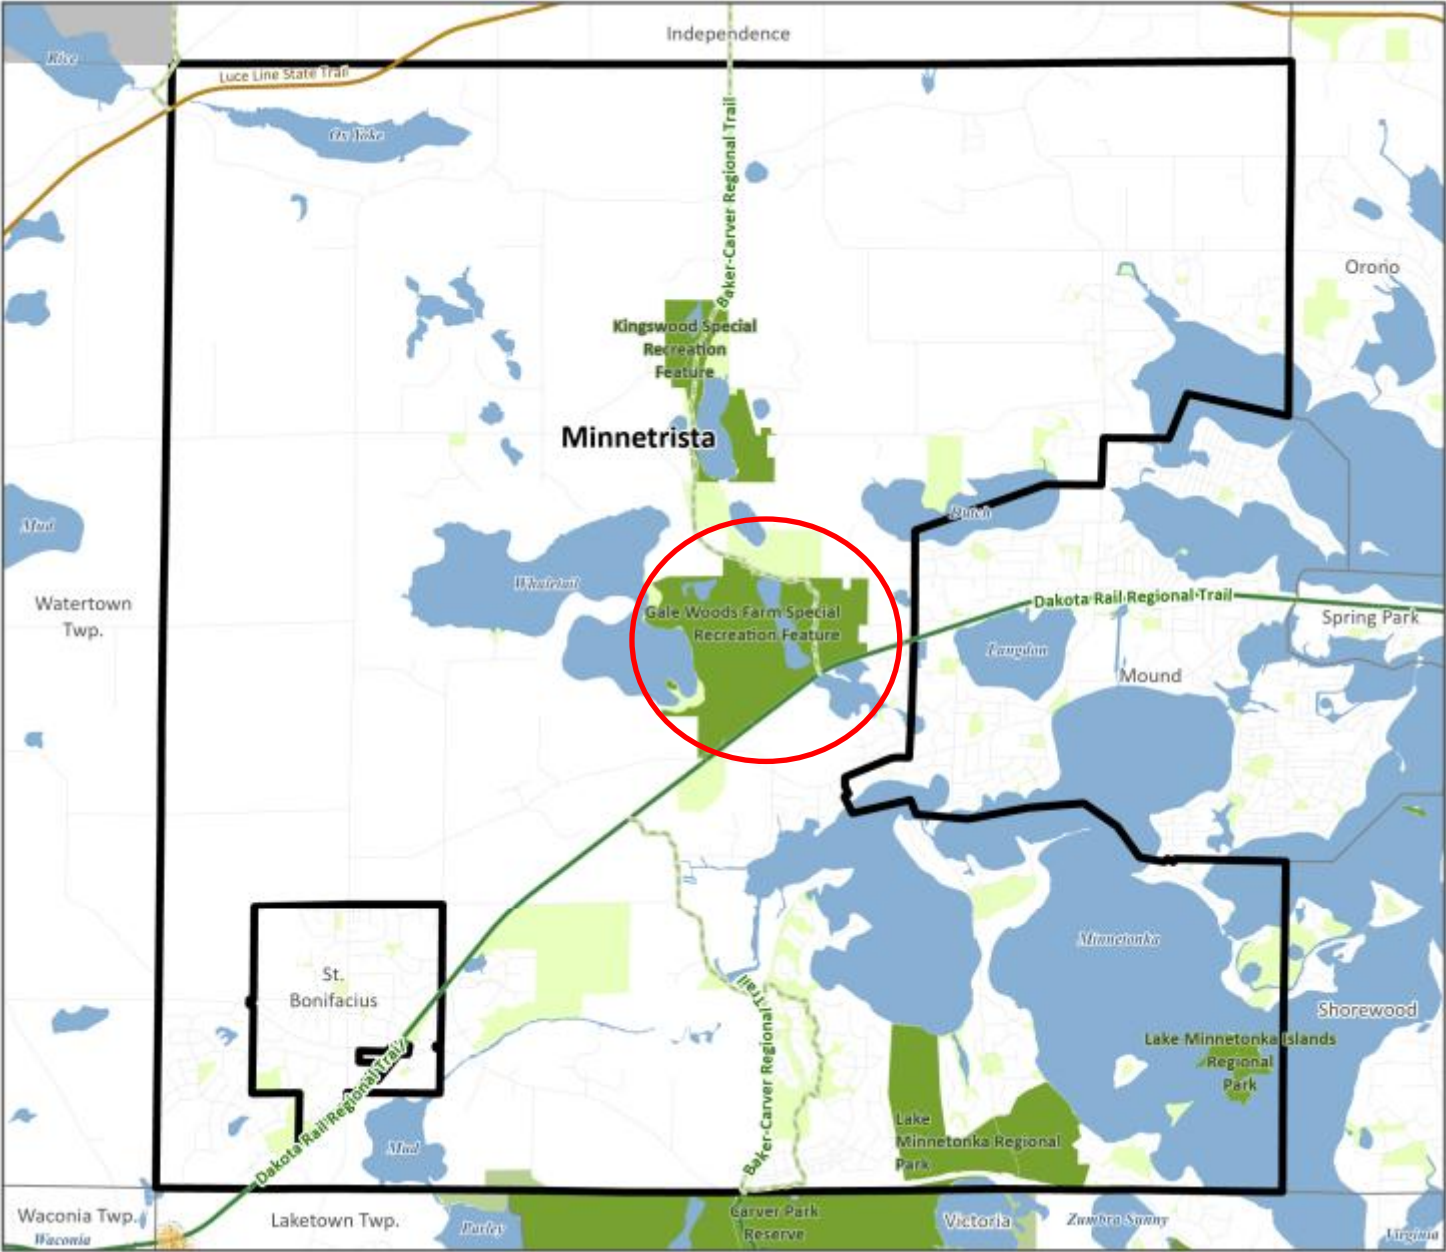 Independence
Rice
Luce Line State Trail
Ox Yoke
Baker-Carver Regional Trail
Orono
Kingswood Special
Recreation
Feature
Minnetrista
Mud
Dutch
Whaletail
Watertown
Twp.
Gale Woods Farm Special
Recreation Feature
Dakota Rail Regional Trail
Spring Park
Langdon
Mound
Minnetonka
St.
Bonifacius
Shorewood
Lake Minnetonka Islands
Regional
Park
Baker-Carver Regional Trail
Dakota Rail Regional Trail
Lake
Minnetonka Regional
Park
Mud
Waconia Twp.
Waconia
Laketown Twp.
Parley
Carver Park
Reserve
Victoria
Zumbra Sunny
Virginia